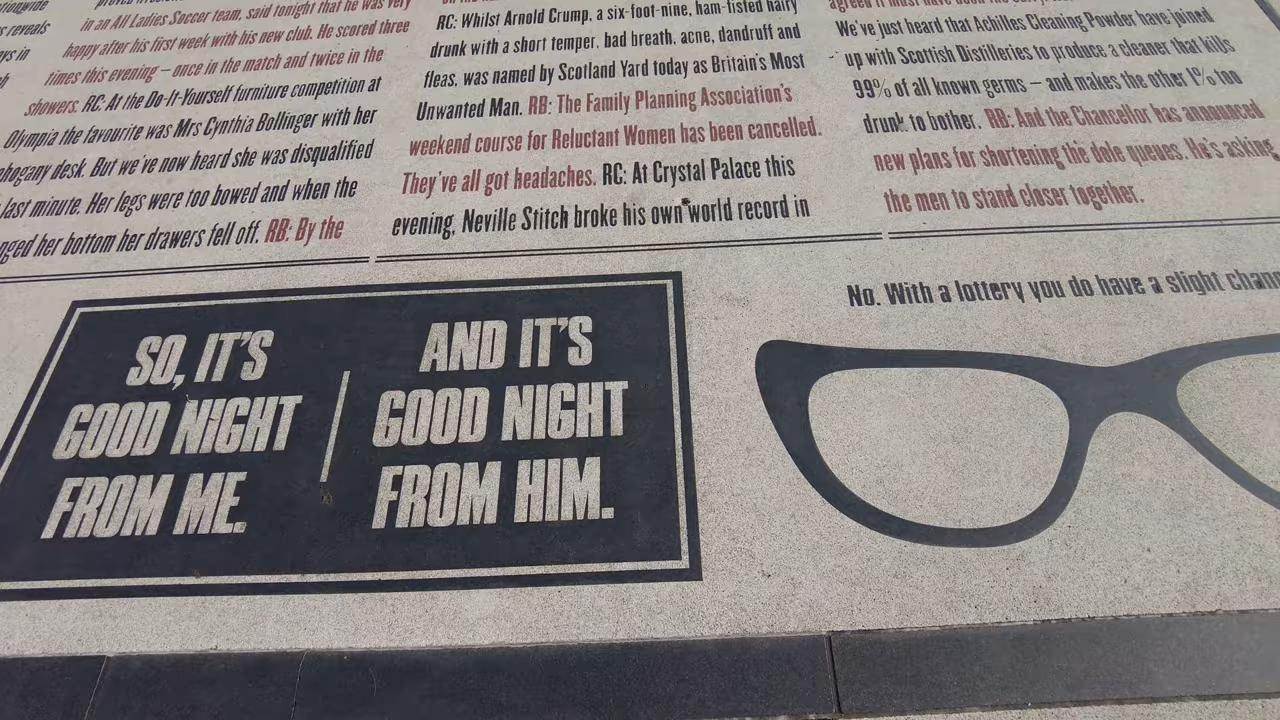 proved
in an All Ladies Soccer team, said tonight that he was very
happy after his first week with his new club. He scored three
times this evening – once in the match and twice in the
showers. RC: At the Do-It-Yourself furniture competition at
Olympia the favourite was Mrs Cynthia Bollinger with her
desk. But we've now heard she was disqualified
last minute. Her legs were too bowed and when the
her bottom her drawers fell off. RB: By the
reveals
in
RC: Whilst Arnold Crump, a six-foot-nine, ham-fisted hairy
drunk with a short temper, bad breath, acne, dandruff and
fleas, was named by Scotland Yard today as Britain's Most
Unwanted Man. RB: The Family Planning Association's
weekend course for Reluctant Women has been cancelled.
They've all got headaches. RC: At Crystal Palace this
evening, Neville Stitch broke his own world record in
agreed it must have been the
We've just heard that Achilles Cleaning Powder have joined
up with Scottish Distilleries to produce a cleaner that kills
99% of all known germs – and makes the other 1% too
drunk to bother. RB: And the Chancellor has announced
new plans for shortening the dole queues. He's asking
the men to stand closer together.
SO, IT'S
GOOD NIGHT
FROM ME.
AND IT'S
GOOD NIGHT
FROM HIM.
No. With a lottery you do have a slight